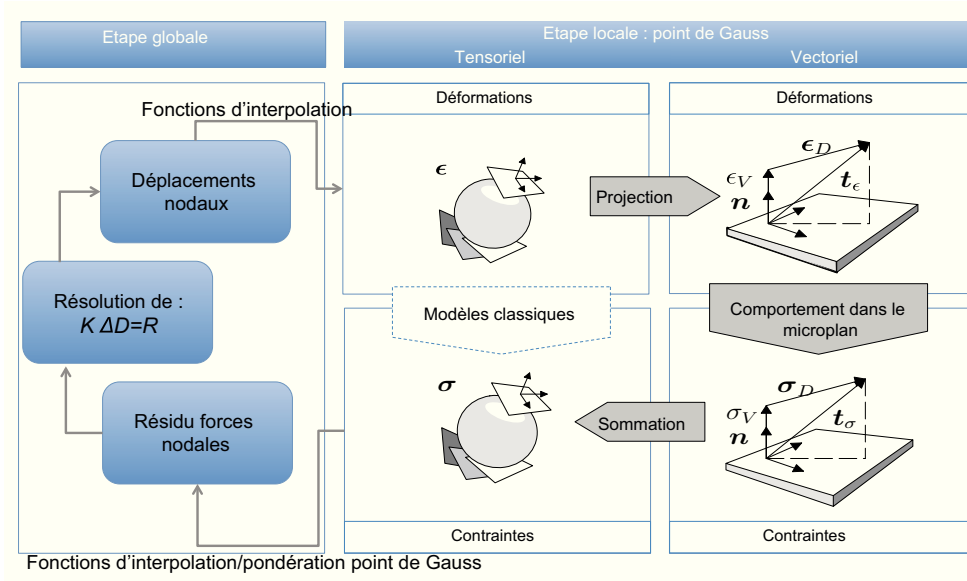 Etape globale
Etape locale : point de Gauss
Tensoriel
Vectoriel
Fonctions d'interpolation
Déplacements
nodaux
Résolution de :
K ΔD=R
Résidu forces
nodales
Déformations
ϵ
Projection
Déformations
ϵ_D
ϵ_V
t_ϵ
n
Modèles classiques
Comportement dans le
microplan
σ
Sommation
σ_D
σ_V
t_σ
n
Contraintes
Contraintes
Fonctions d'interpolation/pondération point de Gauss